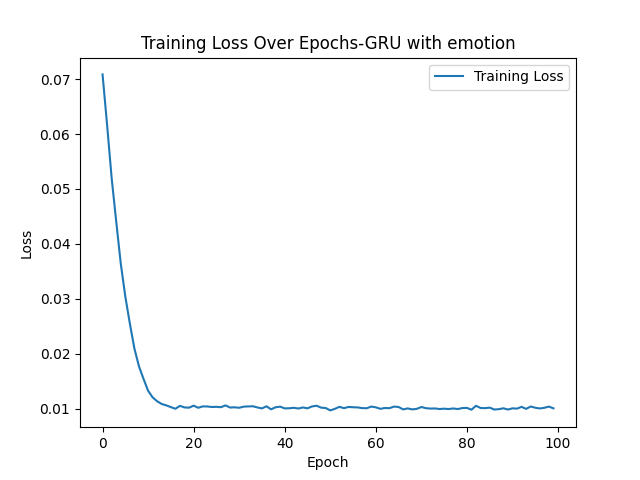 Training Loss Over Epochs-GRU with emotion
Training Loss
0.07
0.06
0.05
0.04
0.03
0.02
0.01
Loss
0 20 40 60 80 100
Epoch